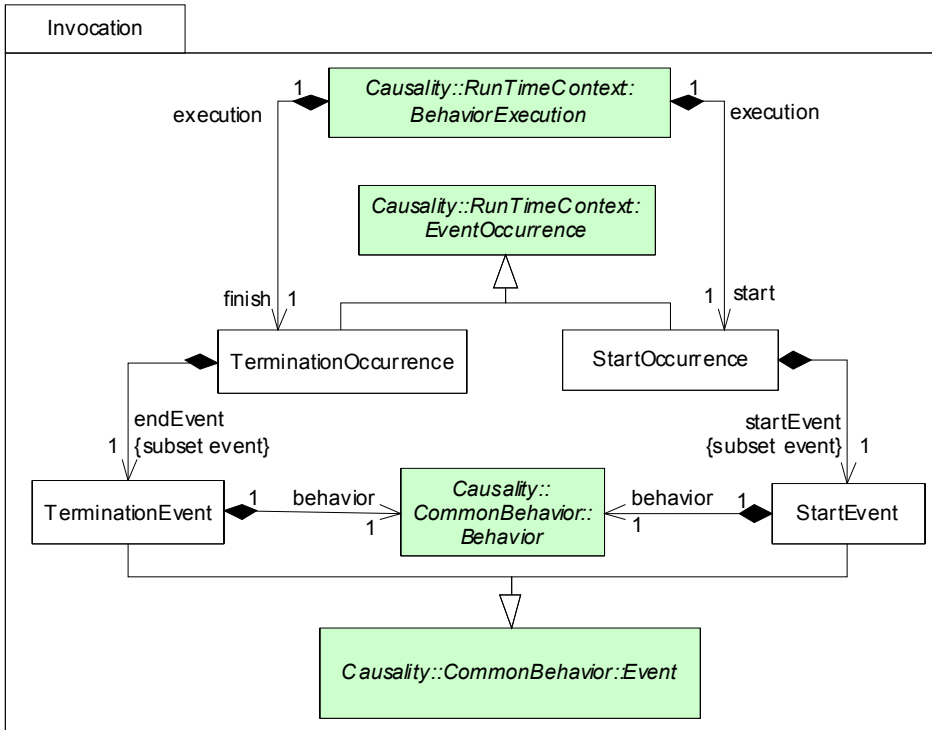 Invocation
1
Causality::RunTimeContext::
BehaviorExecution
1
execution
execution
Causality::RunTimeContext::
EventOccurrence
finish
1
1
start
TerminationOccurrence
StartOccurrence
endEvent
{subset event}
1
startEvent
{subset event}
1
TerminationEvent
1
behavior
1
Causality::
CommonBehavior::
Behavior
behavior
1
1
StartEvent
Causality::CommonBehavior::Event